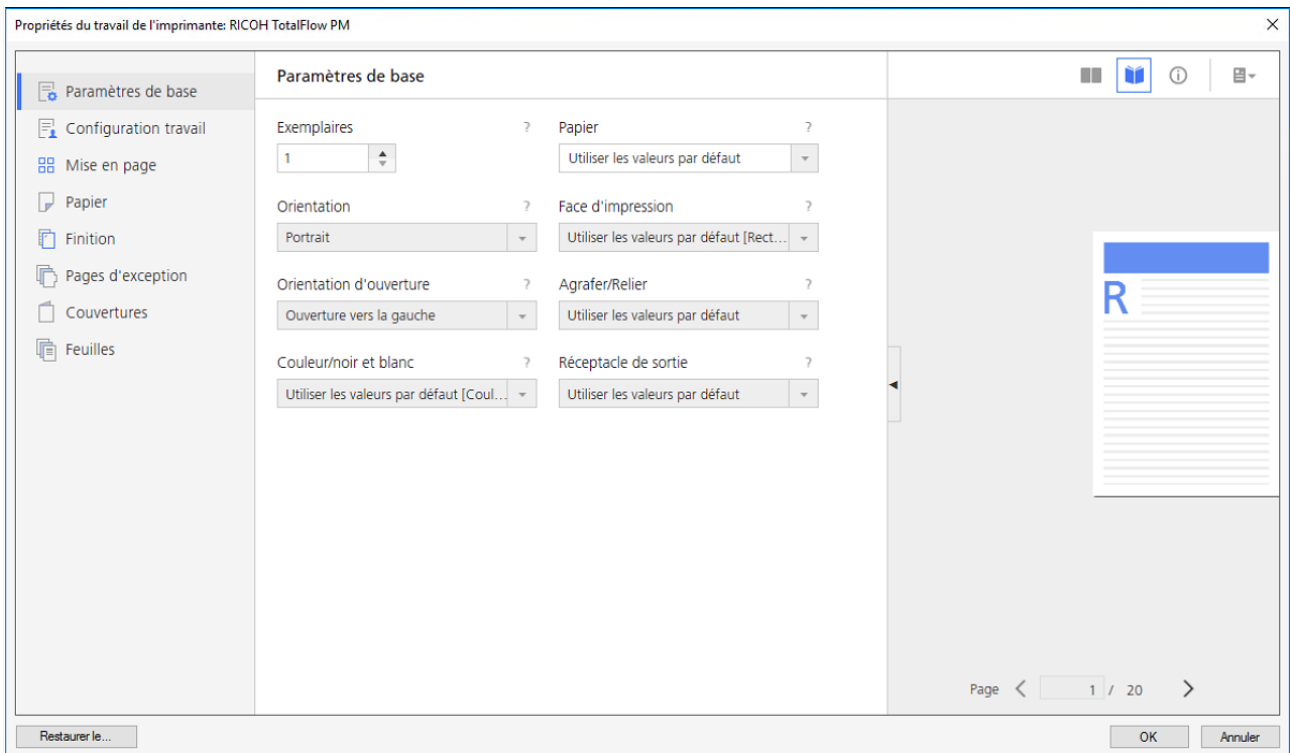 Propriétés du travail de l'imprimante: RICOH TotalFlow PM
Paramètres de base
Configuration travail
Mise en page
Papier
Finition
Pages d'exception
Couvertures
Feuilles
Paramètres de base
Exemplaires ?
1
Papier ?
Utiliser les valeurs par défaut
Orientation ?
Portrait
Face d'impression ?
Utiliser les valeurs par défaut [Rect...
Orientation d'ouverture ?
Ouverture vers la gauche
Agrafer/Relier ?
Utiliser les valeurs par défaut
Couleur/noir et blanc ?
Utiliser les valeurs par défaut [Coul...
Réceptacle de sortie ?
Utiliser les valeurs par défaut
R
Page 1 / 20
Restaurer le...
OK
Annuler